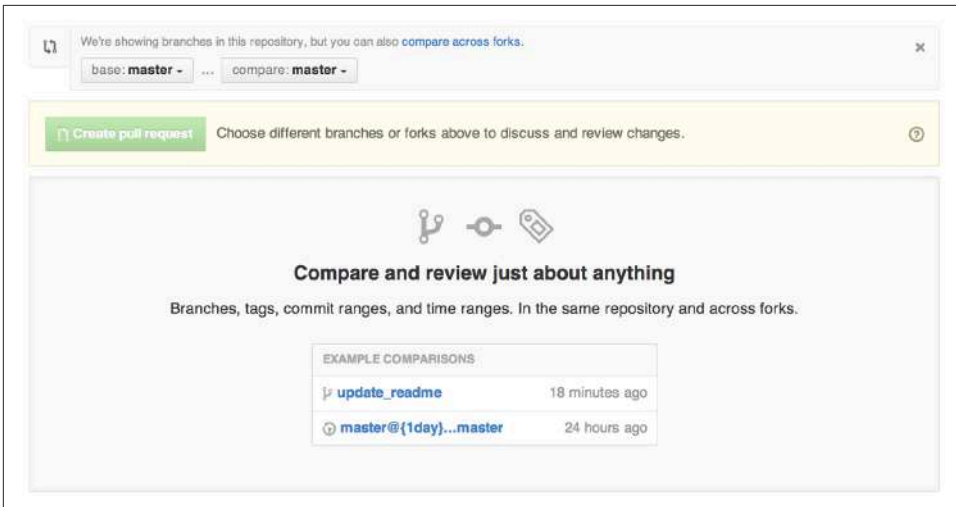 We're showing branches in this repository, but you can also compare across forks.
base: master ... compare: master
Create pull request Choose different branches or forks above to discuss and review changes.
Compare and review just about anything
Branches, tags, commit ranges, and time ranges. In the same repository and across forks.
EXAMPLE COMPARISONS
update_readme 18 minutes ago
master@{1day}...master 24 hours ago